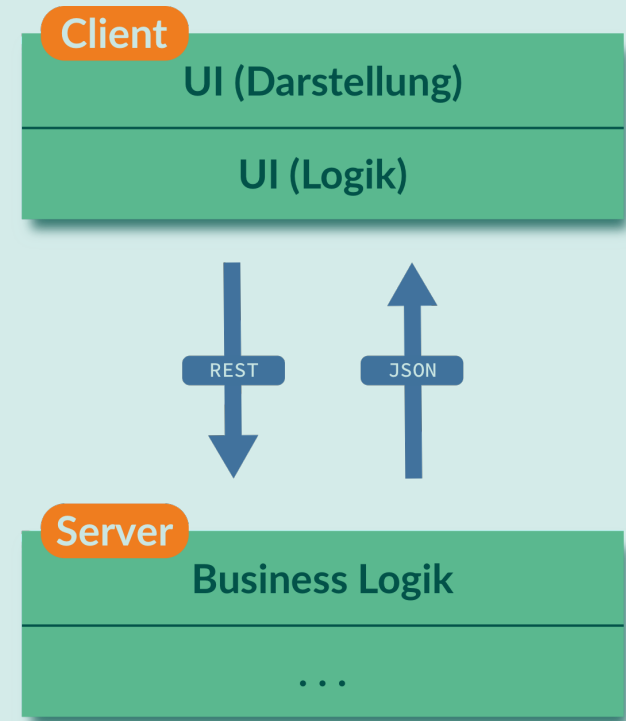 Client
UI (Darstellung)
UI (Logik)
REST
JSON
Server
Business Logik
...